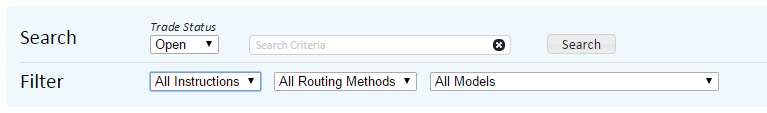 Trade Status
Search Open Search Criteria Search
Filter All Instructions All Routing Methods All Models